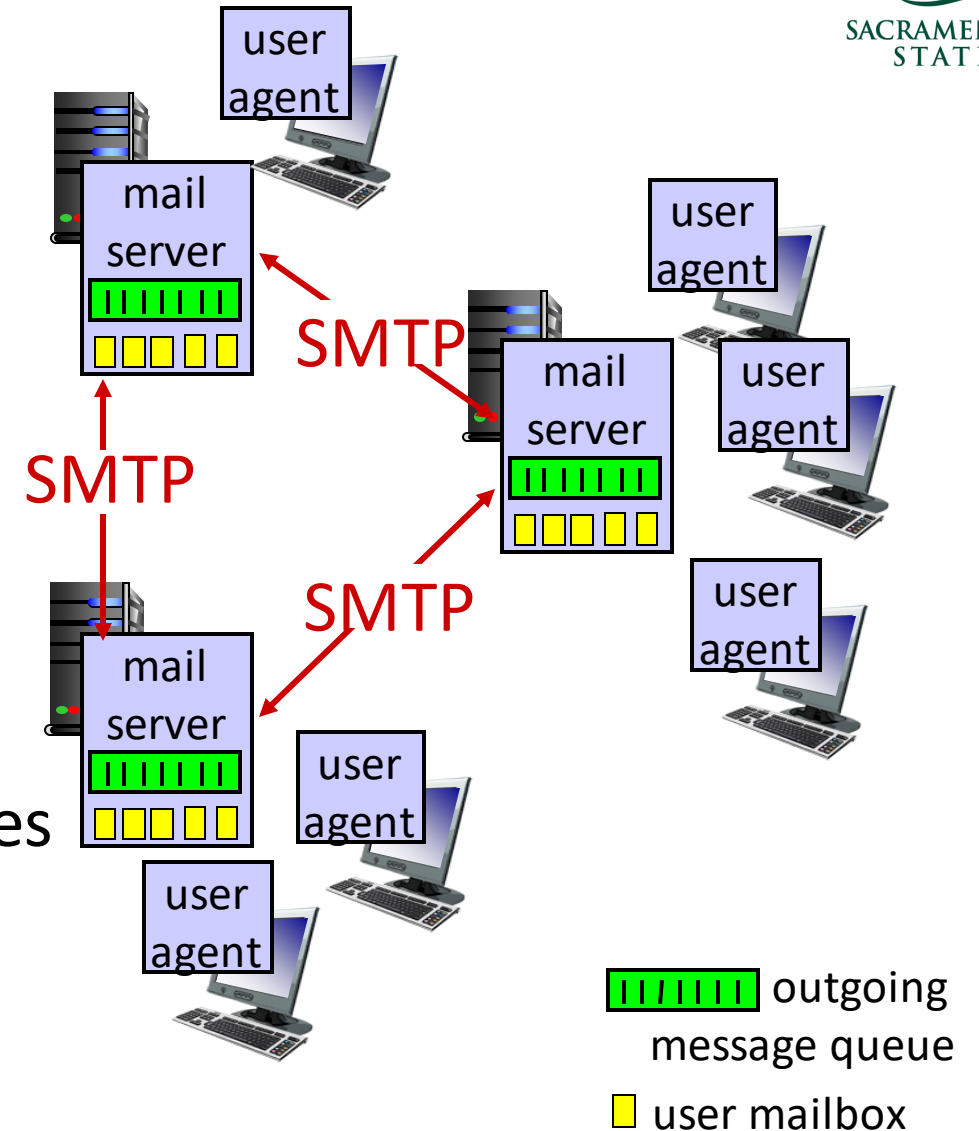 user
agent
SACRAME
STAT
mail
server
SMTP
user
agent
mail
server
user
agent
SMTP
SMTP
user
agent
mail
server
user
agent
es
user
agent
outgoing
message queue
user mailbox